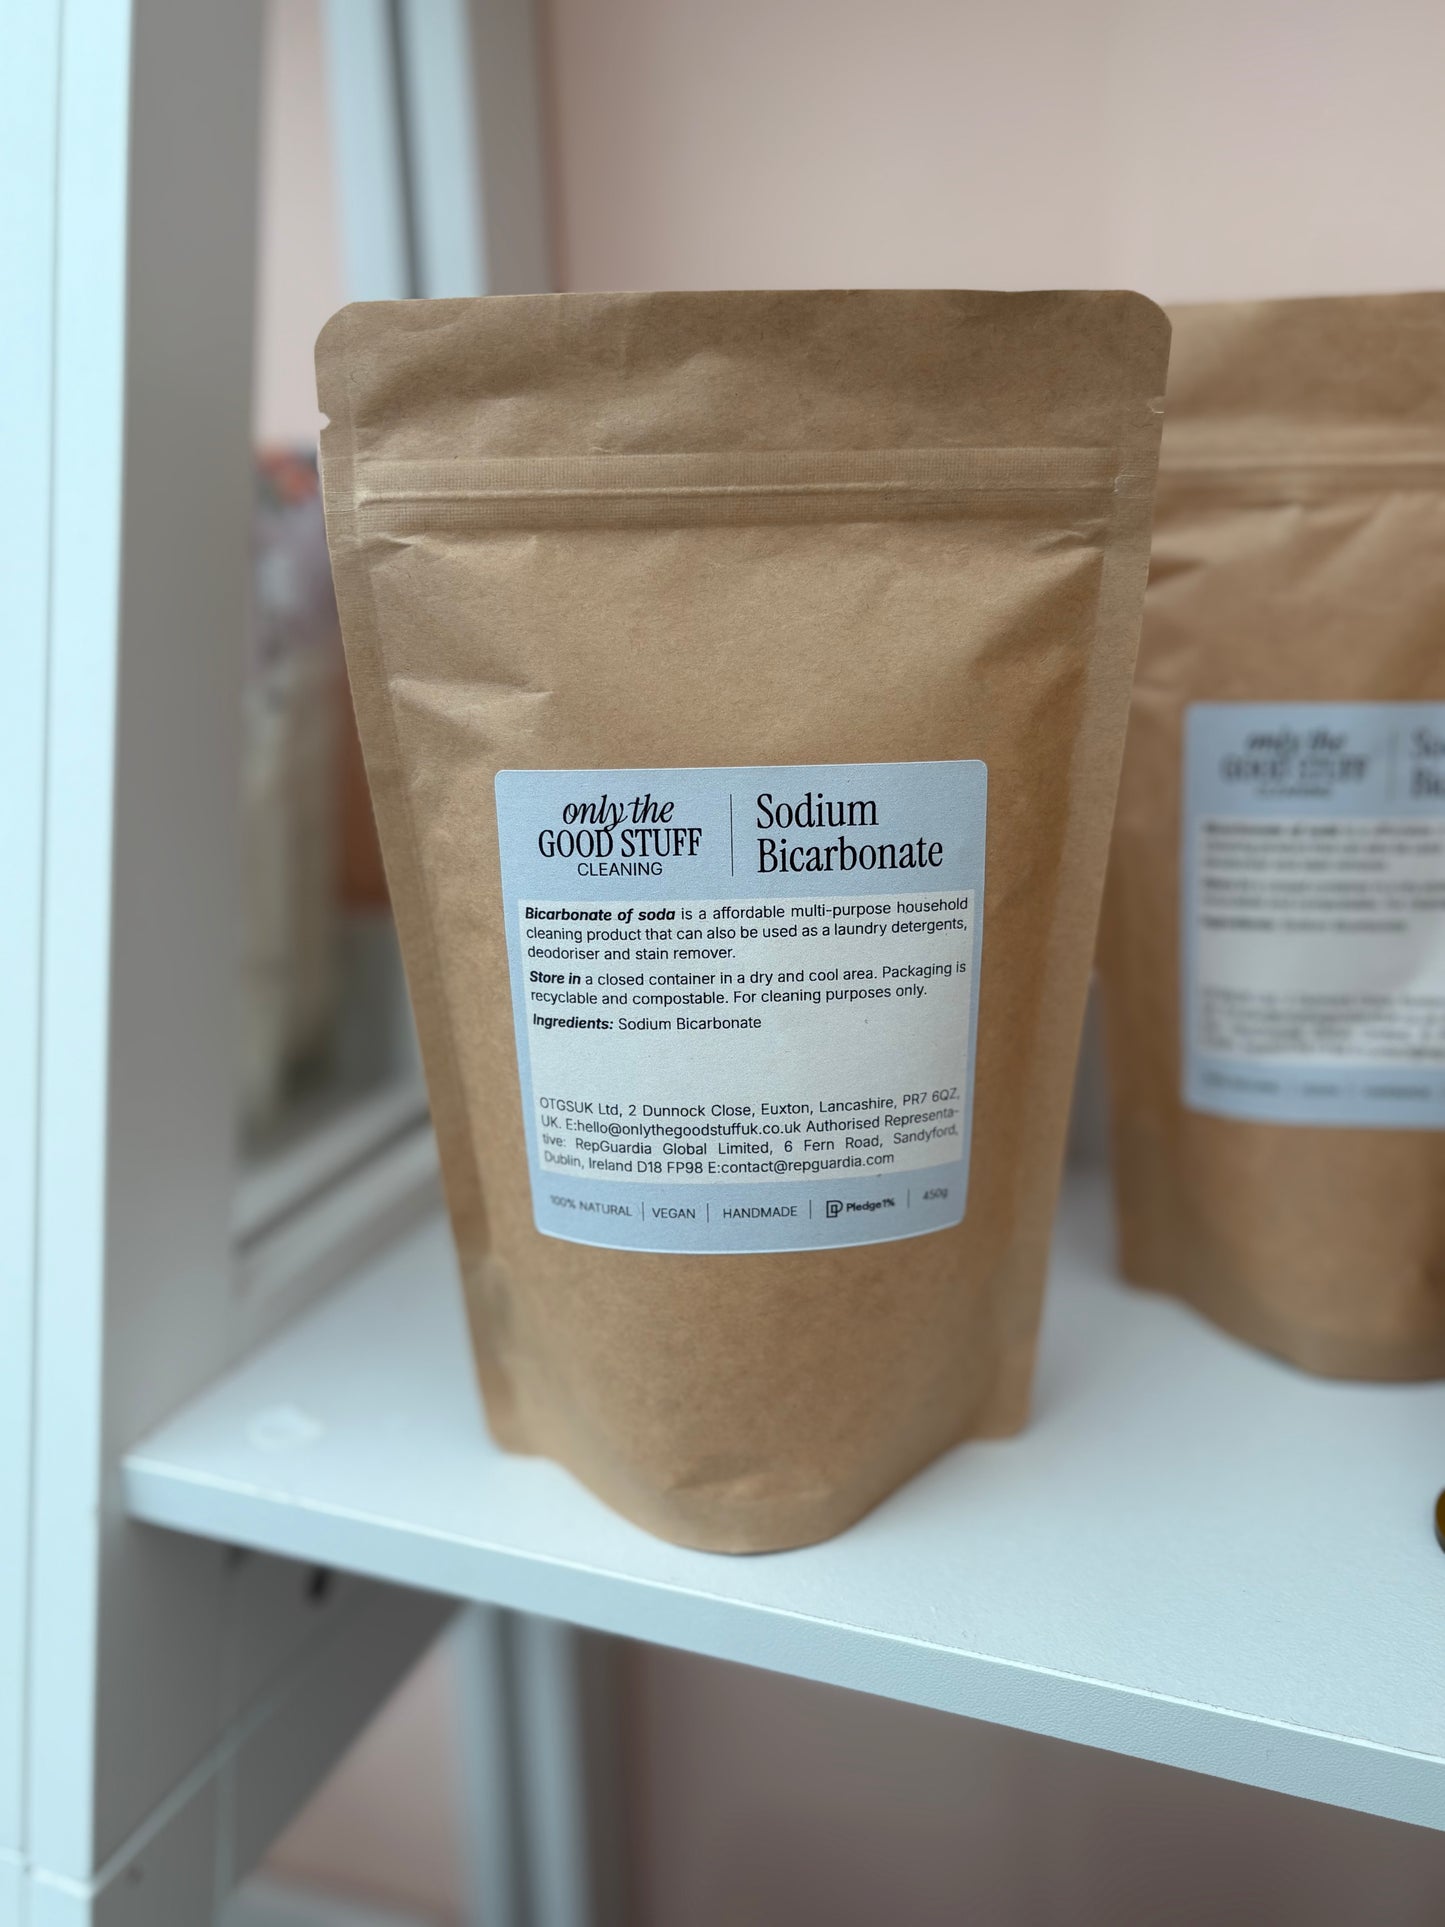 only the
GOOD STUFF
CLEANING
Sodium
Bicarbonate
Bicarbonate of soda is a affordable multi-purpose household
cleaning product that can also be used as a laundry detergents,
deodoriser and stain remover.
Store in a closed container in a dry and cool area. Packaging is
recyclable and compostable. For cleaning purposes only.
Ingredients: Sodium Bicarbonate
OTGSUK Ltd, 2 Dunnock Close, Euxton, Lancashire, PR7 6QZ,
UK. E:hello@onlythegoodstuffuk.co.uk Authorised Representa-
tive: RepGuardia Global Limited, 6 Fern Road, Sandyford,
Dublin, Ireland D18 FP98 E:contact@repguardia.com
100% NATURAL | VEGAN | HANDMADE | Pledge 1% | 450g
only the
GOOD STUFF
CLEANING